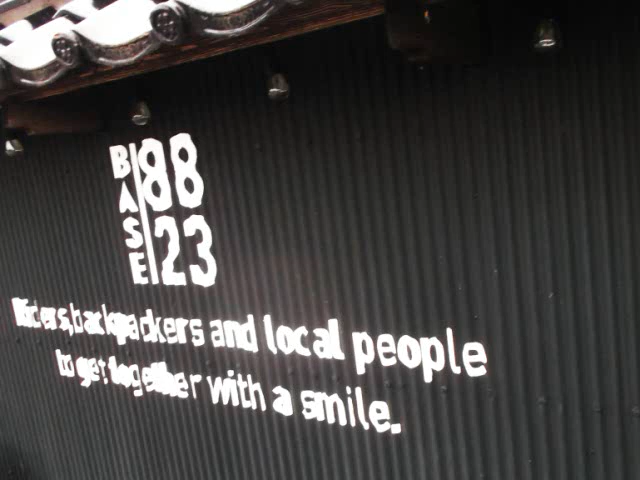 BASE
88
23
Riders,backpackers and local people
to get together with a smile.